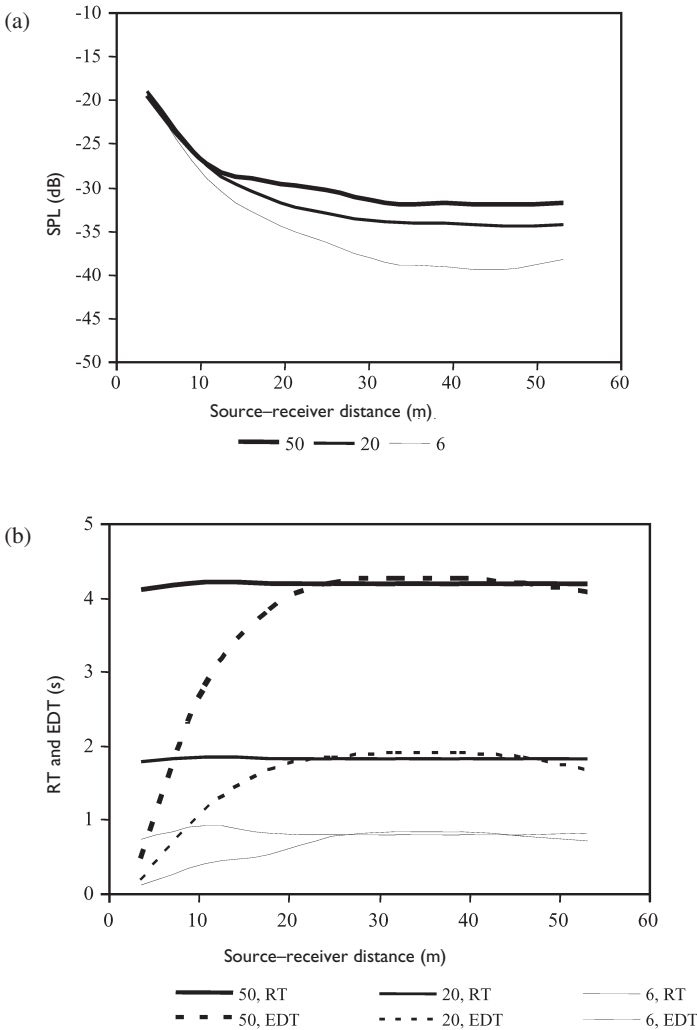 (a)
-10
-15
-20
-25
-30
-35
-40
-45
-50
SPL (dB)
0 10 20 30 40 50 60
Source–receiver distance (m)
50 20 6
(b)
5
4
3
2
1
0
RT and EDT (s)
0 10 20 30 40 50 60
Source–receiver distance (m)
50, RT 20, RT 6, RT
50, EDT 20, EDT 6, EDT